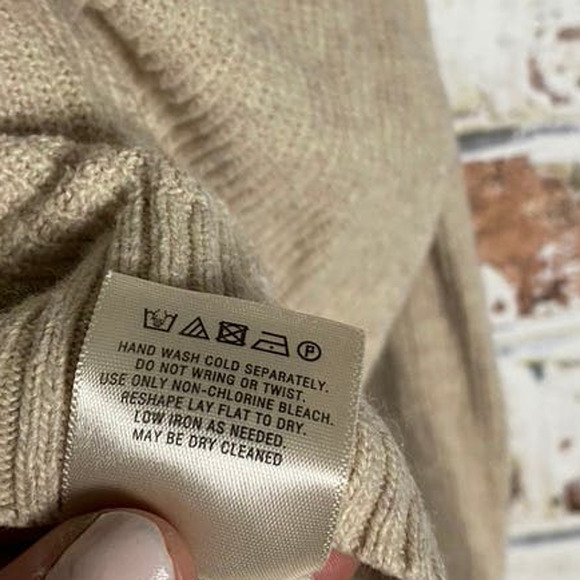 P
HAND WASH COLD SEPARATELY.
DO NOT WRING OR TWIST.
USE ONLY NON-CHLORINE BLEACH.
RESHAPE LAY FLAT TO DRY.
LOW IRON AS NEEDED.
MAY BE DRY CLEANED